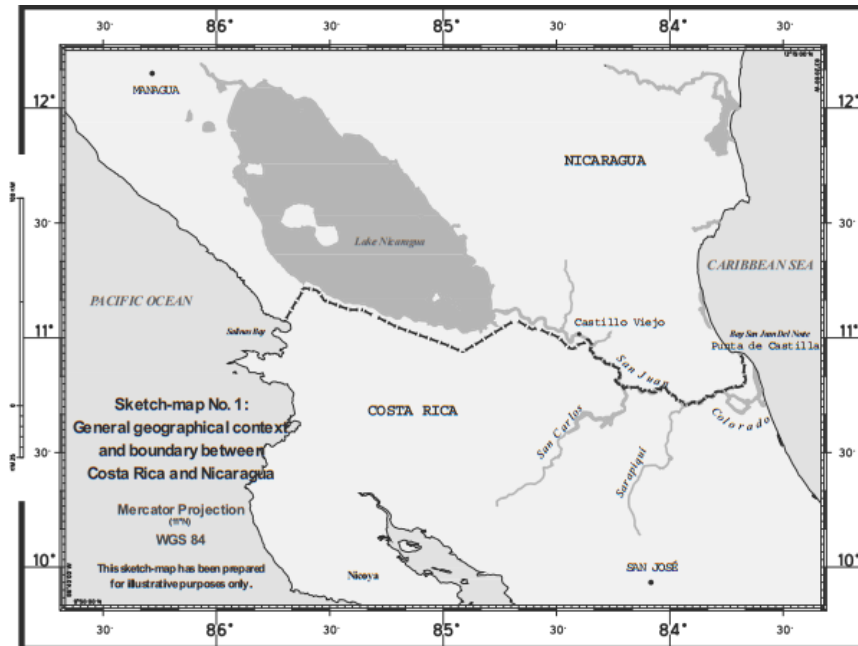 30' 86° 30' 85° 30' 84° 30'
12°
30'
11°
30'
10°
12°
30'
11°
30'
10°
MANAGUA
NICARAGUA
Lake Nicaragua
CARIBBEAN SEA
PACIFIC OCEAN
Salinas Bay
Castillo Viejo
Bay San Juan Del Norte
Punta de Castilla
San Juan
COSTA RICA
Colorado
San Carlos
Sarapiquí
Sketch-map No. 1:
General geographical context
and boundary between
Costa Rica and Nicaragua
Mercator Projection
(11°N)
WGS 84
This sketch-map has been prepared
for illustrative purposes only.
Nicoya
SAN JOSÉ
30' 86° 30' 85° 30' 84° 30'